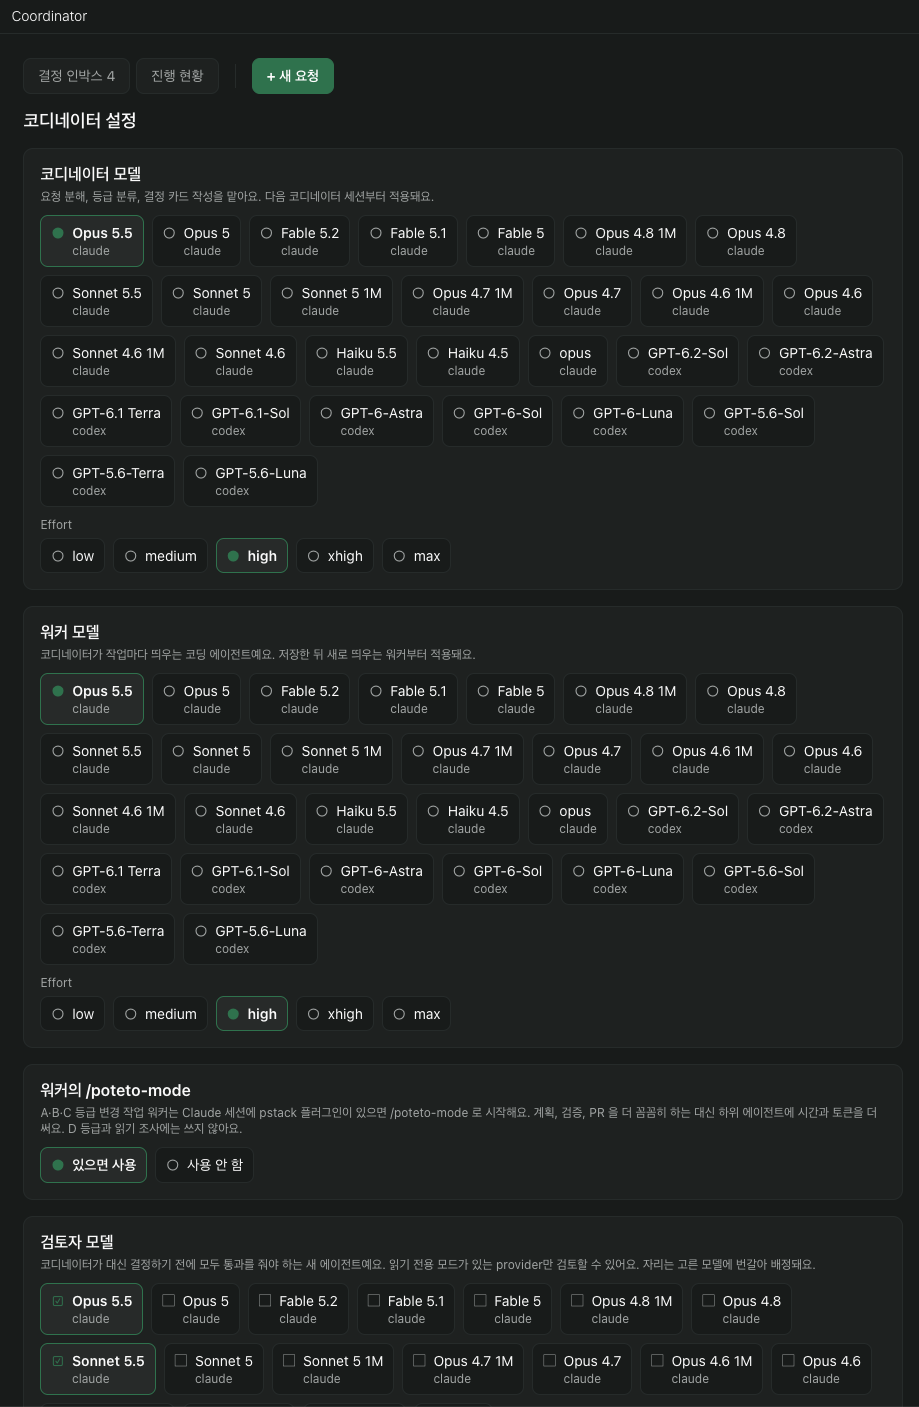 Coordinator
결정 인박스 4 진행 현황 + 새 요청
코디네이터 설정
코디네이터 모델
요청 분해, 등급 분류, 결정 카드 작성을 맡아요. 다음 코디네이터 세션부터 적용돼요.
Opus 5.5 Opus 5 Fable 5.2 Fable 5.1 Fable 5 Opus 4.8 1M Opus 4.8
claude claude claude claude claude claude claude
Sonnet 5.5 Sonnet 5 Sonnet 5 1M Opus 4.7 1M Opus 4.7 Opus 4.6 1M Opus 4.6
claude claude claude claude claude claude claude
Sonnet 4.6 1M Sonnet 4.6 Haiku 5.5 Haiku 4.5 opus GPT-6.2-Sol GPT-6.2-Astra
claude claude claude claude claude codex codex
GPT-6.1 Terra GPT-6.1-Sol GPT-6-Astra GPT-6-Sol GPT-6-Luna GPT-5.6-Sol
codex codex codex codex codex codex
GPT-5.6-Terra GPT-5.6-Luna
codex codex
Effort
low medium high xhigh max
워커 모델
코디네이터가 작업마다 띄우는 코딩 에이전트예요. 저장한 뒤 새로 띄우는 워커부터 적용돼요.
Opus 5.5 Opus 5 Fable 5.2 Fable 5.1 Fable 5 Opus 4.8 1M Opus 4.8
claude claude claude claude claude claude claude
Sonnet 5.5 Sonnet 5 Sonnet 5 1M Opus 4.7 1M Opus 4.7 Opus 4.6 1M Opus 4.6
claude claude claude claude claude claude claude
Sonnet 4.6 1M Sonnet 4.6 Haiku 5.5 Haiku 4.5 opus GPT-6.2-Sol GPT-6.2-Astra
claude claude claude claude claude codex codex
GPT-6.1 Terra GPT-6.1-Sol GPT-6-Astra GPT-6-Sol GPT-6-Luna GPT-5.6-Sol
codex codex codex codex codex codex
GPT-5.6-Terra GPT-5.6-Luna
codex codex
Effort
low medium high xhigh max
워커의 /poteto-mode
A·B·C 등급 변경 작업 워커는 Claude 세션에 pstack 플러그인이 있으면 /poteto-mode 로 시작해요. 계획, 검증, PR 을 더 꼼꼼히 하는 대신 하위 에이전트에 시간과 토큰을 더
써요. D 등급과 읽기 조사에는 쓰지 않아요.
있으면 사용 사용 안 함
검토자 모델
코디네이터가 대신 결정하기 전에 모두 통과를 줘야 하는 새 에이전트예요. 읽기 전용 모드가 있는 provider만 검토할 수 있어요. 자리는 고른 모델에 번갈아 배정돼요.
Opus 5.5 Opus 5 Fable 5.2 Fable 5.1 Fable 5 Opus 4.8 1M Opus 4.8
claude claude claude claude claude claude claude
Sonnet 5.5 Sonnet 5 Sonnet 5 1M Opus 4.7 1M Opus 4.7 Opus 4.6 1M Opus 4.6
claude claude claude claude claude claude claude